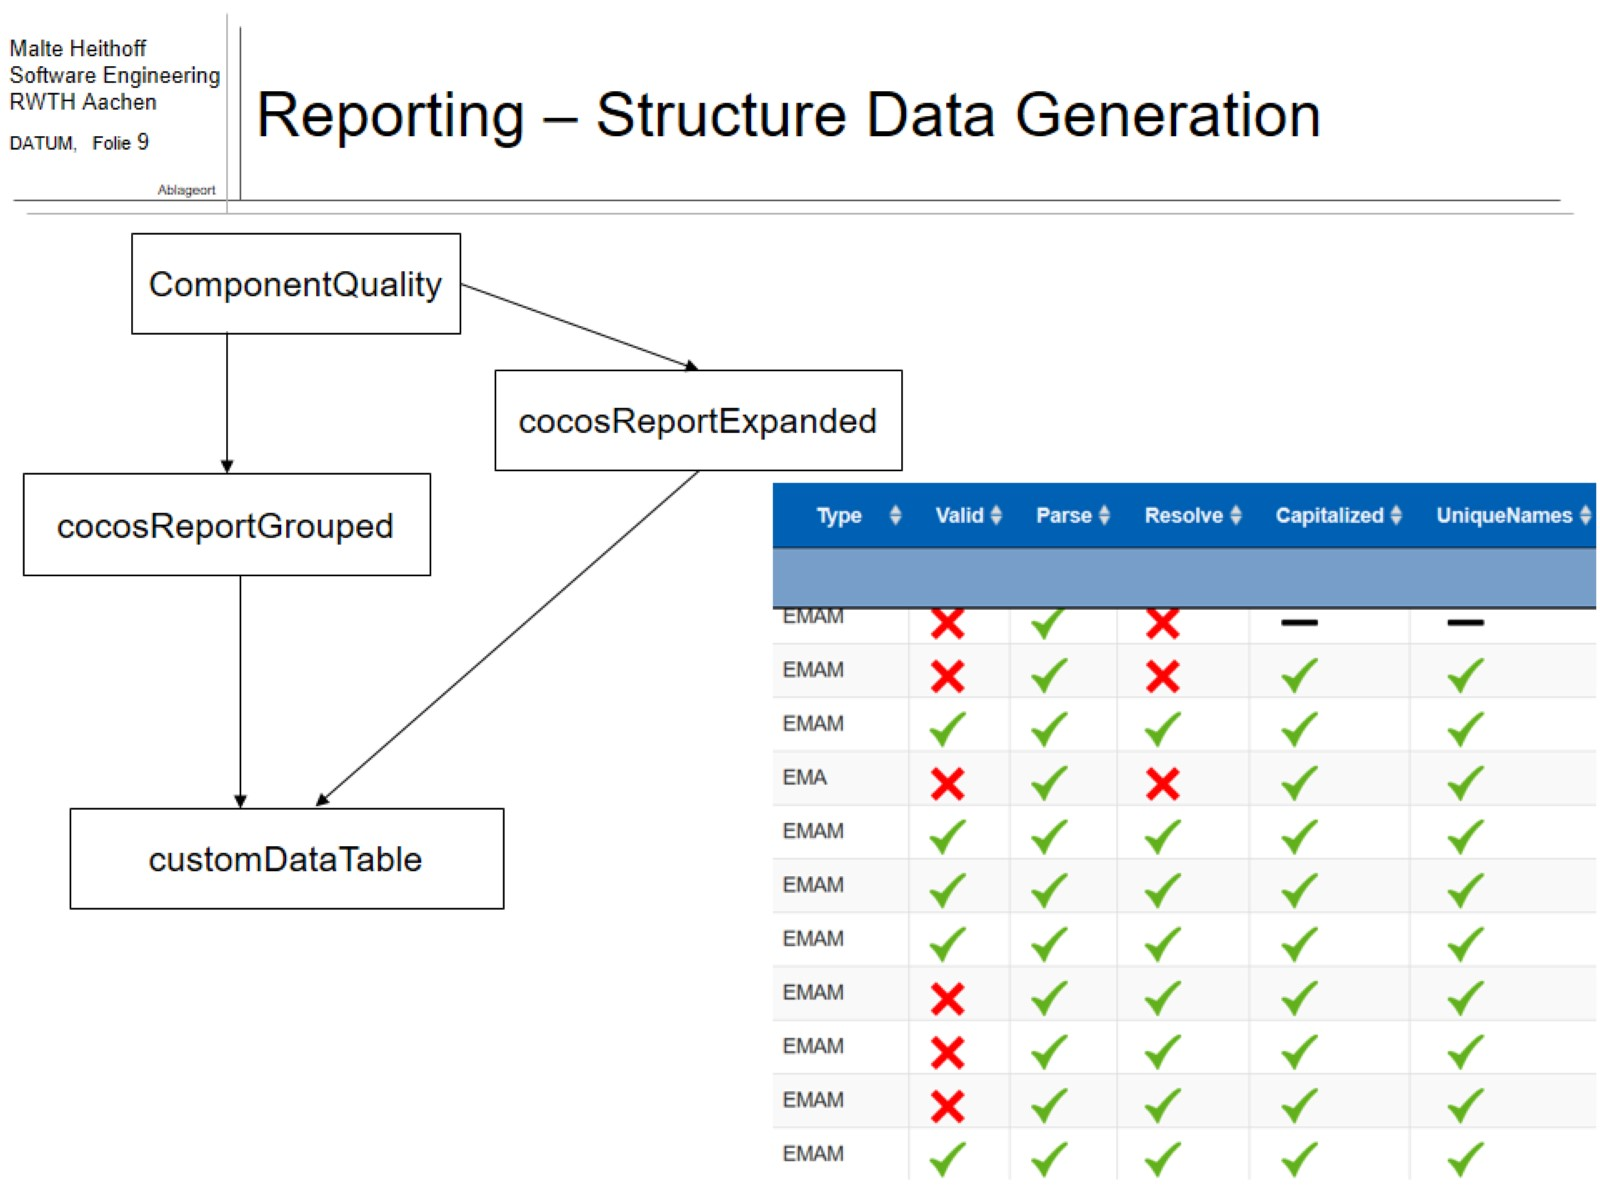 Malte Heithoff
Software Engineering
RWTH Aachen
DATUM, Folie 9
Ablageort
Reporting – Structure Data Generation
ComponentQuality
cocosReportExpanded
cocosReportGrouped
customDataTable
Type Valid Parse Resolve Capitalized UniqueNames
EMAM
EMAM
EMAM
EMA
EMAM
EMAM
EMAM
EMAM
EMAM
EMAM
EMAM